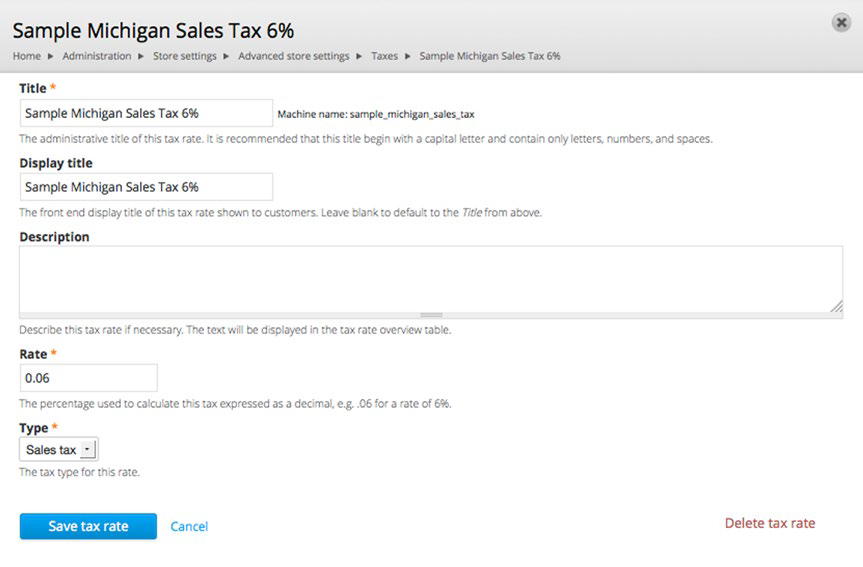 Sample Michigan Sales Tax 6%
Home ▶ Administration ▶ Store settings ▶ Advanced store settings ▶ Taxes ▶ Sample Michigan Sales Tax 6%
Title *
Sample Michigan Sales Tax 6% Machine name: sample_michigan_sales_tax
The administrative title of this tax rate. It is recommended that this title begin with a capital letter and contain only letters, numbers, and spaces.
Display title
Sample Michigan Sales Tax 6%
The front end display title of this tax rate shown to customers. Leave blank to default to the Title from above.
Description
Describe this tax rate if necessary. The text will be displayed in the tax rate overview table.
Rate *
0.06
The percentage used to calculate this tax expressed as a decimal, e.g. .06 for a rate of 6%.
Type *
Sales tax
The tax type for this rate.
Save tax rate Cancel Delete tax rate